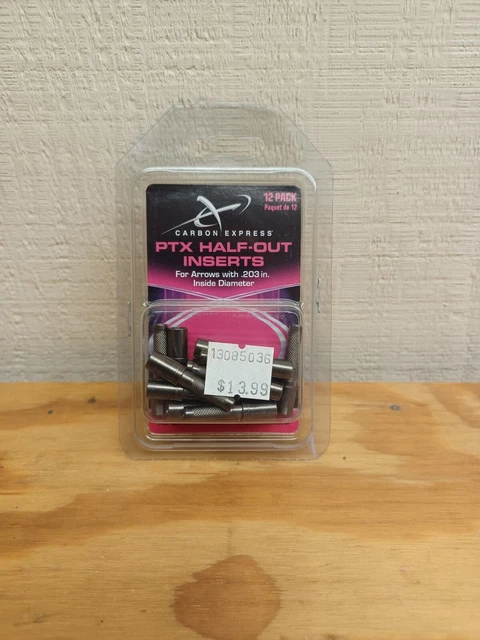 12 PACK
Paquet de 12
CARBON EXPRESS
PTX HALF-OUT
INSERTS
For Arrows with .203 in.
Inside Diameter
13085036
$13.99